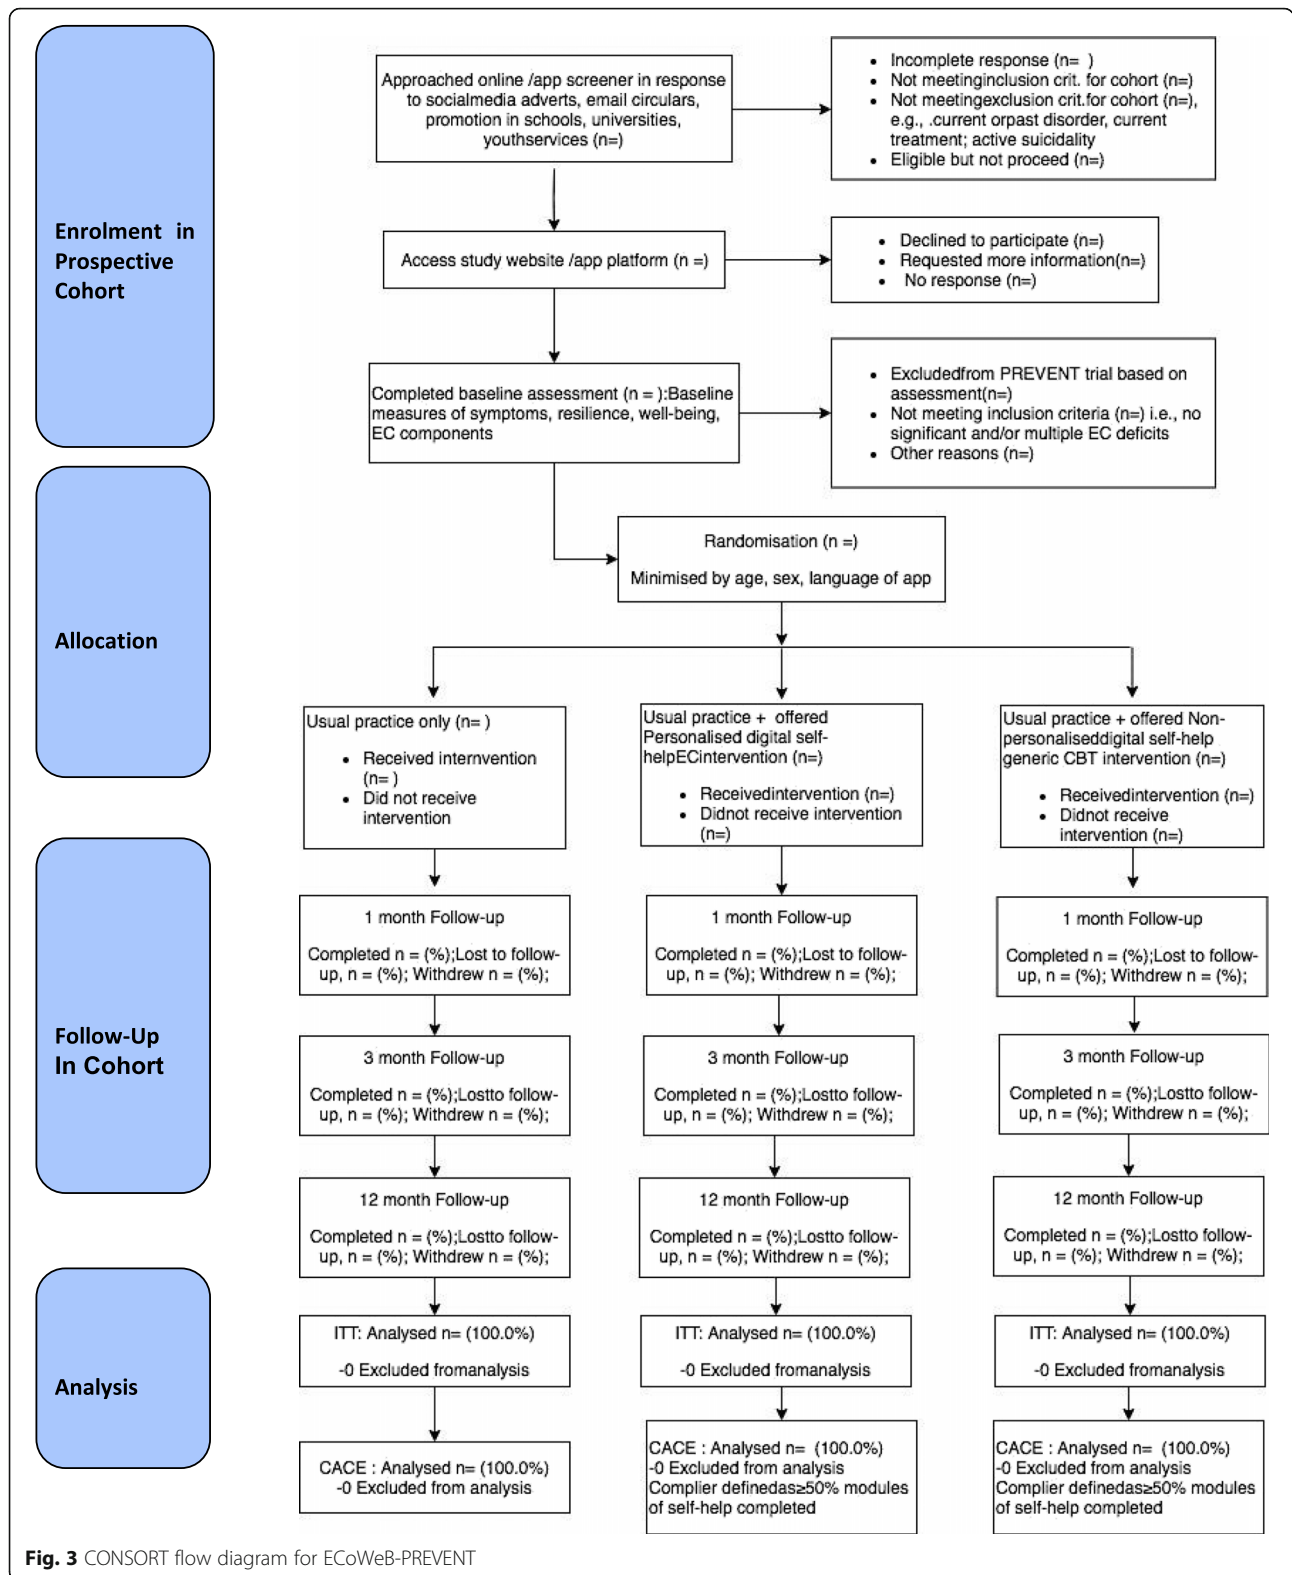 Enrolment in
Prospective
Cohort
Approached online /app screener in response
to socialmedia adverts, email circulars,
promotion in schools, universities,
youthservices (n=)
• Incomplete response (n= )
• Not meetinginclusion crit. for cohort (n=)
• Not meetingexclusion crit.for cohort (n=),
e.g., .current orpast disorder, current
treatment; active suicidality
• Eligible but not proceed (n=)
Access study website /app platform (n =)
• Declined to participate (n=)
• Requested more information(n=)
• No response (n=)
Completed baseline assessment (n = ):Baseline
measures of symptoms, resilience, well-being,
EC components
• Excludedfrom PREVENT trial based on
assessment(n=)
• Not meeting inclusion criteria (n=) i.e., no
significant and/or multiple EC deficits
• Other reasons (n=)
Allocation
Randomisation (n =)
Minimised by age, sex, language of app
Usual practice only (n= )
• Received internvention
(n= )
• Did not receive
intervention
Usual practice + offered
Personalised digital self-
helpECintervention (n=)
• Receivedintervention (n=)
• Didnot receive intervention
(n=)
Usual practice + offered Non-
personaliseddigital self-help
generic CBT intervention (n=)
• Receivedintervention (n=)
• Didnot receive
intervention (n=)
Follow-Up
In Cohort
1 month Follow-up
Completed n = (%);Lost to follow-
up, n = (%); Withdrew n = (%);
1 month Follow-up
Completed n = (%);Lost to follow-
up, n = (%); Withdrew n = (%);
1 month Follow-up
Completed n = (%);Lost to follow-
up, n = (%); Withdrew n = (%);
3 month Follow-up
Completed n = (%);Lostto follow-
up, n = (%); Withdrew n = (%);
3 month Follow-up
Completed n = (%);Lostto follow-
up, n = (%); Withdrew n = (%);
3 month Follow-up
Completed n = (%);Lostto follow-
up, n = (%); Withdrew n = (%);
12 month Follow-up
Completed n = (%);Lostto follow-
up, n = (%); Withdrew n = (%);
12 month Follow-up
Completed n = (%);Lostto follow-
up, n = (%); Withdrew n = (%);
12 month Follow-up
Completed n = (%);Lostto follow-
up, n = (%); Withdrew n = (%);
Analysis
ITT: Analysed n= (100.0%)
-0 Excluded fromanalysis
ITT: Analysed n= (100.0%)
-0 Excluded fromanalysis
ITT: Analysed n= (100.0%)
-0 Excluded fromanalysis
CACE : Analysed n= (100.0%)
-0 Excluded from analysis
CACE : Analysed n= (100.0%)
-0 Excluded from analysis
Complier definedas≥50% modules
of self-help completed
CACE : Analysed n= (100.0%)
-0 Excluded from analysis
Complier definedas≥50% modules
of self-help completed
Fig. 3 CONSORT flow diagram for ECoWeB-PREVENT